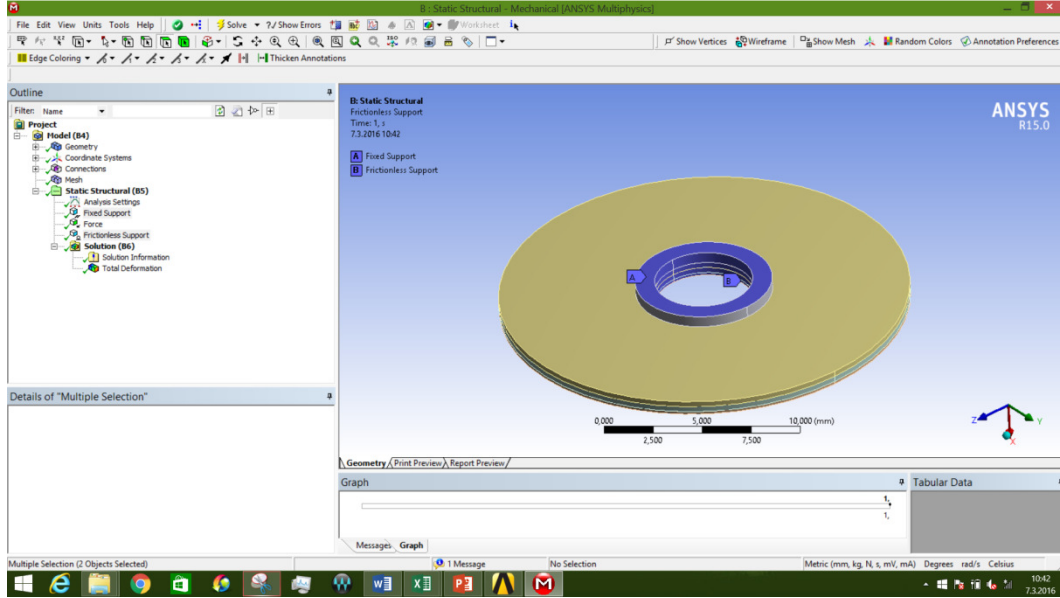 B : Static Structural - Mechanical [ANSYS Multiphysics]
File Edit View Units Tools Help Solve ?/ Show Errors Worksheet
Show Vertices Wireframe Show Mesh Random Colors Annotation Preferences
Edge Coloring Thicken Annotations
Outline
Filter: Name
Project
Model (B4)
Geometry
Coordinate Systems
Connections
Mesh
Static Structural (B5)
Analysis Settings
Fixed Support
Force
Frictionless Support
Solution (B6)
Solution Information
Total Deformation
Details of "Multiple Selection"
B: Static Structural
Frictionless Support
Time: 1, s
7.3.2016 10:42
A Fixed Support
B Frictionless Support
ANSYS
R15.0
A
B
0,000 5,000 10,000 (mm)
2,500 7,500
Z Y
X
Geometry Print Preview Report Preview
Graph
1,
1,
Messages Graph
Tabular Data
Multiple Selection (2 Objects Selected) 1 Message No Selection Metric (mm, kg, N, s, mV, mA) Degrees rad/s Celsius
10:42
7.3.2016